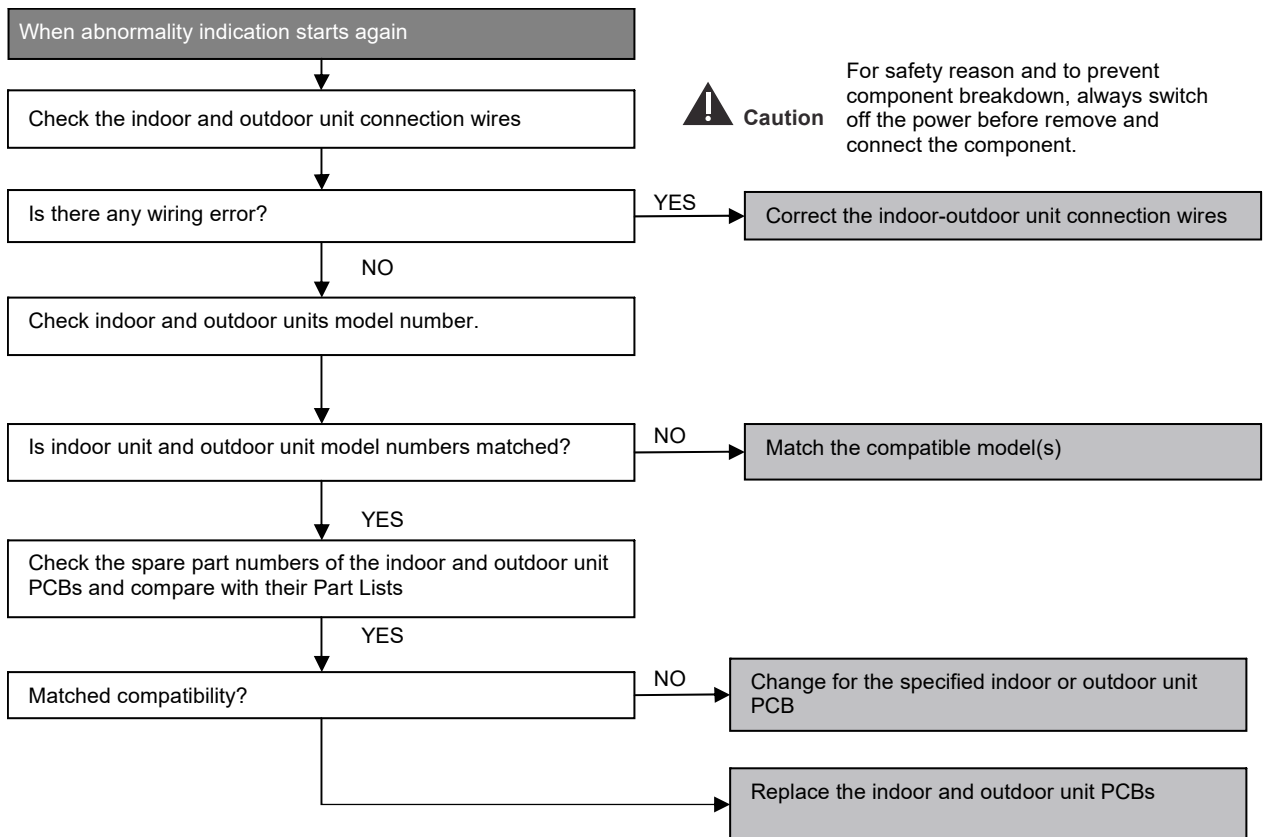 When abnormality indication starts again
Check the indoor and outdoor unit connection wires
Caution
For safety reason and to prevent
component breakdown, always switch
off the power before remove and
connect the component.
Is there any wiring error?
YES
Correct the indoor-outdoor unit connection wires
NO
Check indoor and outdoor units model number.
Is indoor unit and outdoor unit model numbers matched?
NO
Match the compatible model(s)
YES
Check the spare part numbers of the indoor and outdoor unit
PCBs and compare with their Part Lists
YES
Matched compatibility?
NO
Change for the specified indoor or outdoor unit
PCB
Replace the indoor and outdoor unit PCBs